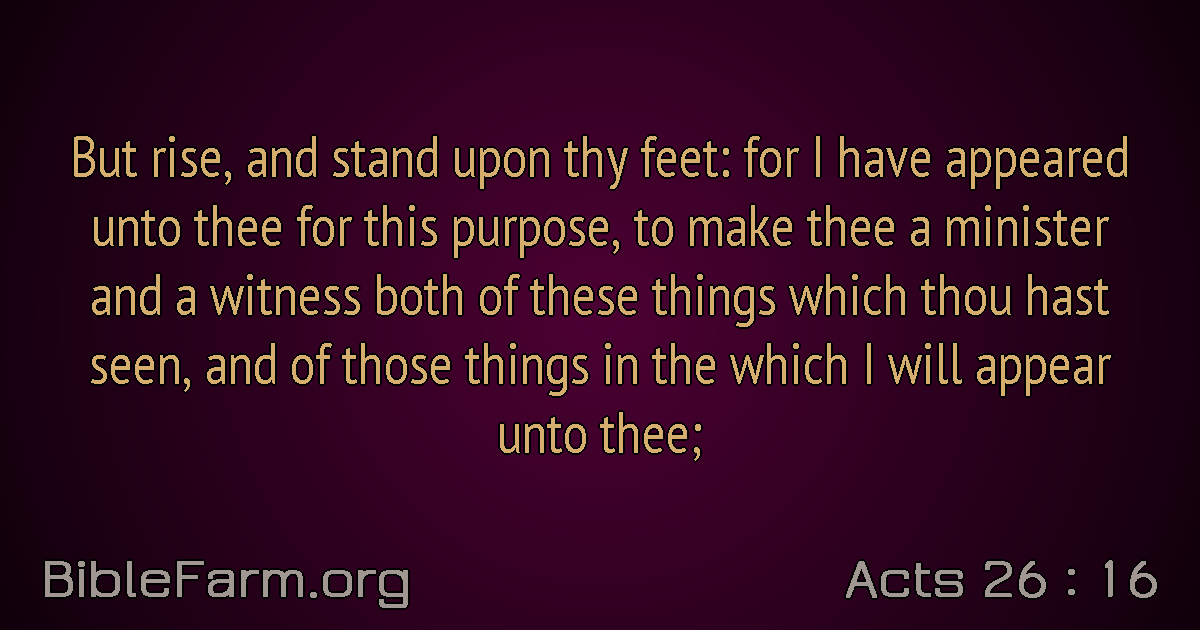 But rise, and stand upon thy feet: for I have appeared
unto thee for this purpose, to make thee a minister
and a witness both of these things which thou hast
seen, and of those things in the which I will appear
unto thee;
BibleFarm.org
Acts 26 : 16